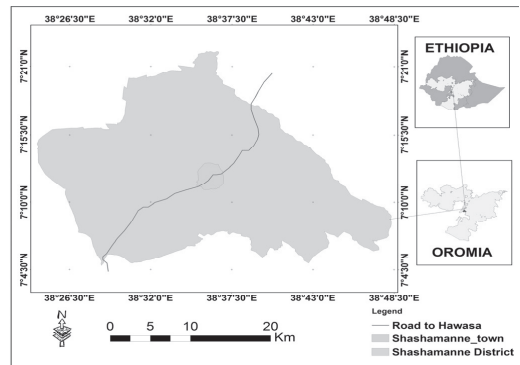 38°26'30"E 38°32'0"E 38°37'30"E 38°43'0"E 38°48'30"E
7°21'0"N
7°15'30"N
7°10'0"N
7°4'30"N
7°21'0"N
7°15'30"N
7°10'0"N
7°4'30"N
38°26'30"E 38°32'0"E 38°37'30"E 38°43'0"E 38°48'30"E
ETHIOPIA
OROMIA
N
0 5 10 20
Km
Legend
Road to Hawasa
Shashamanne_town
Shashamanne District